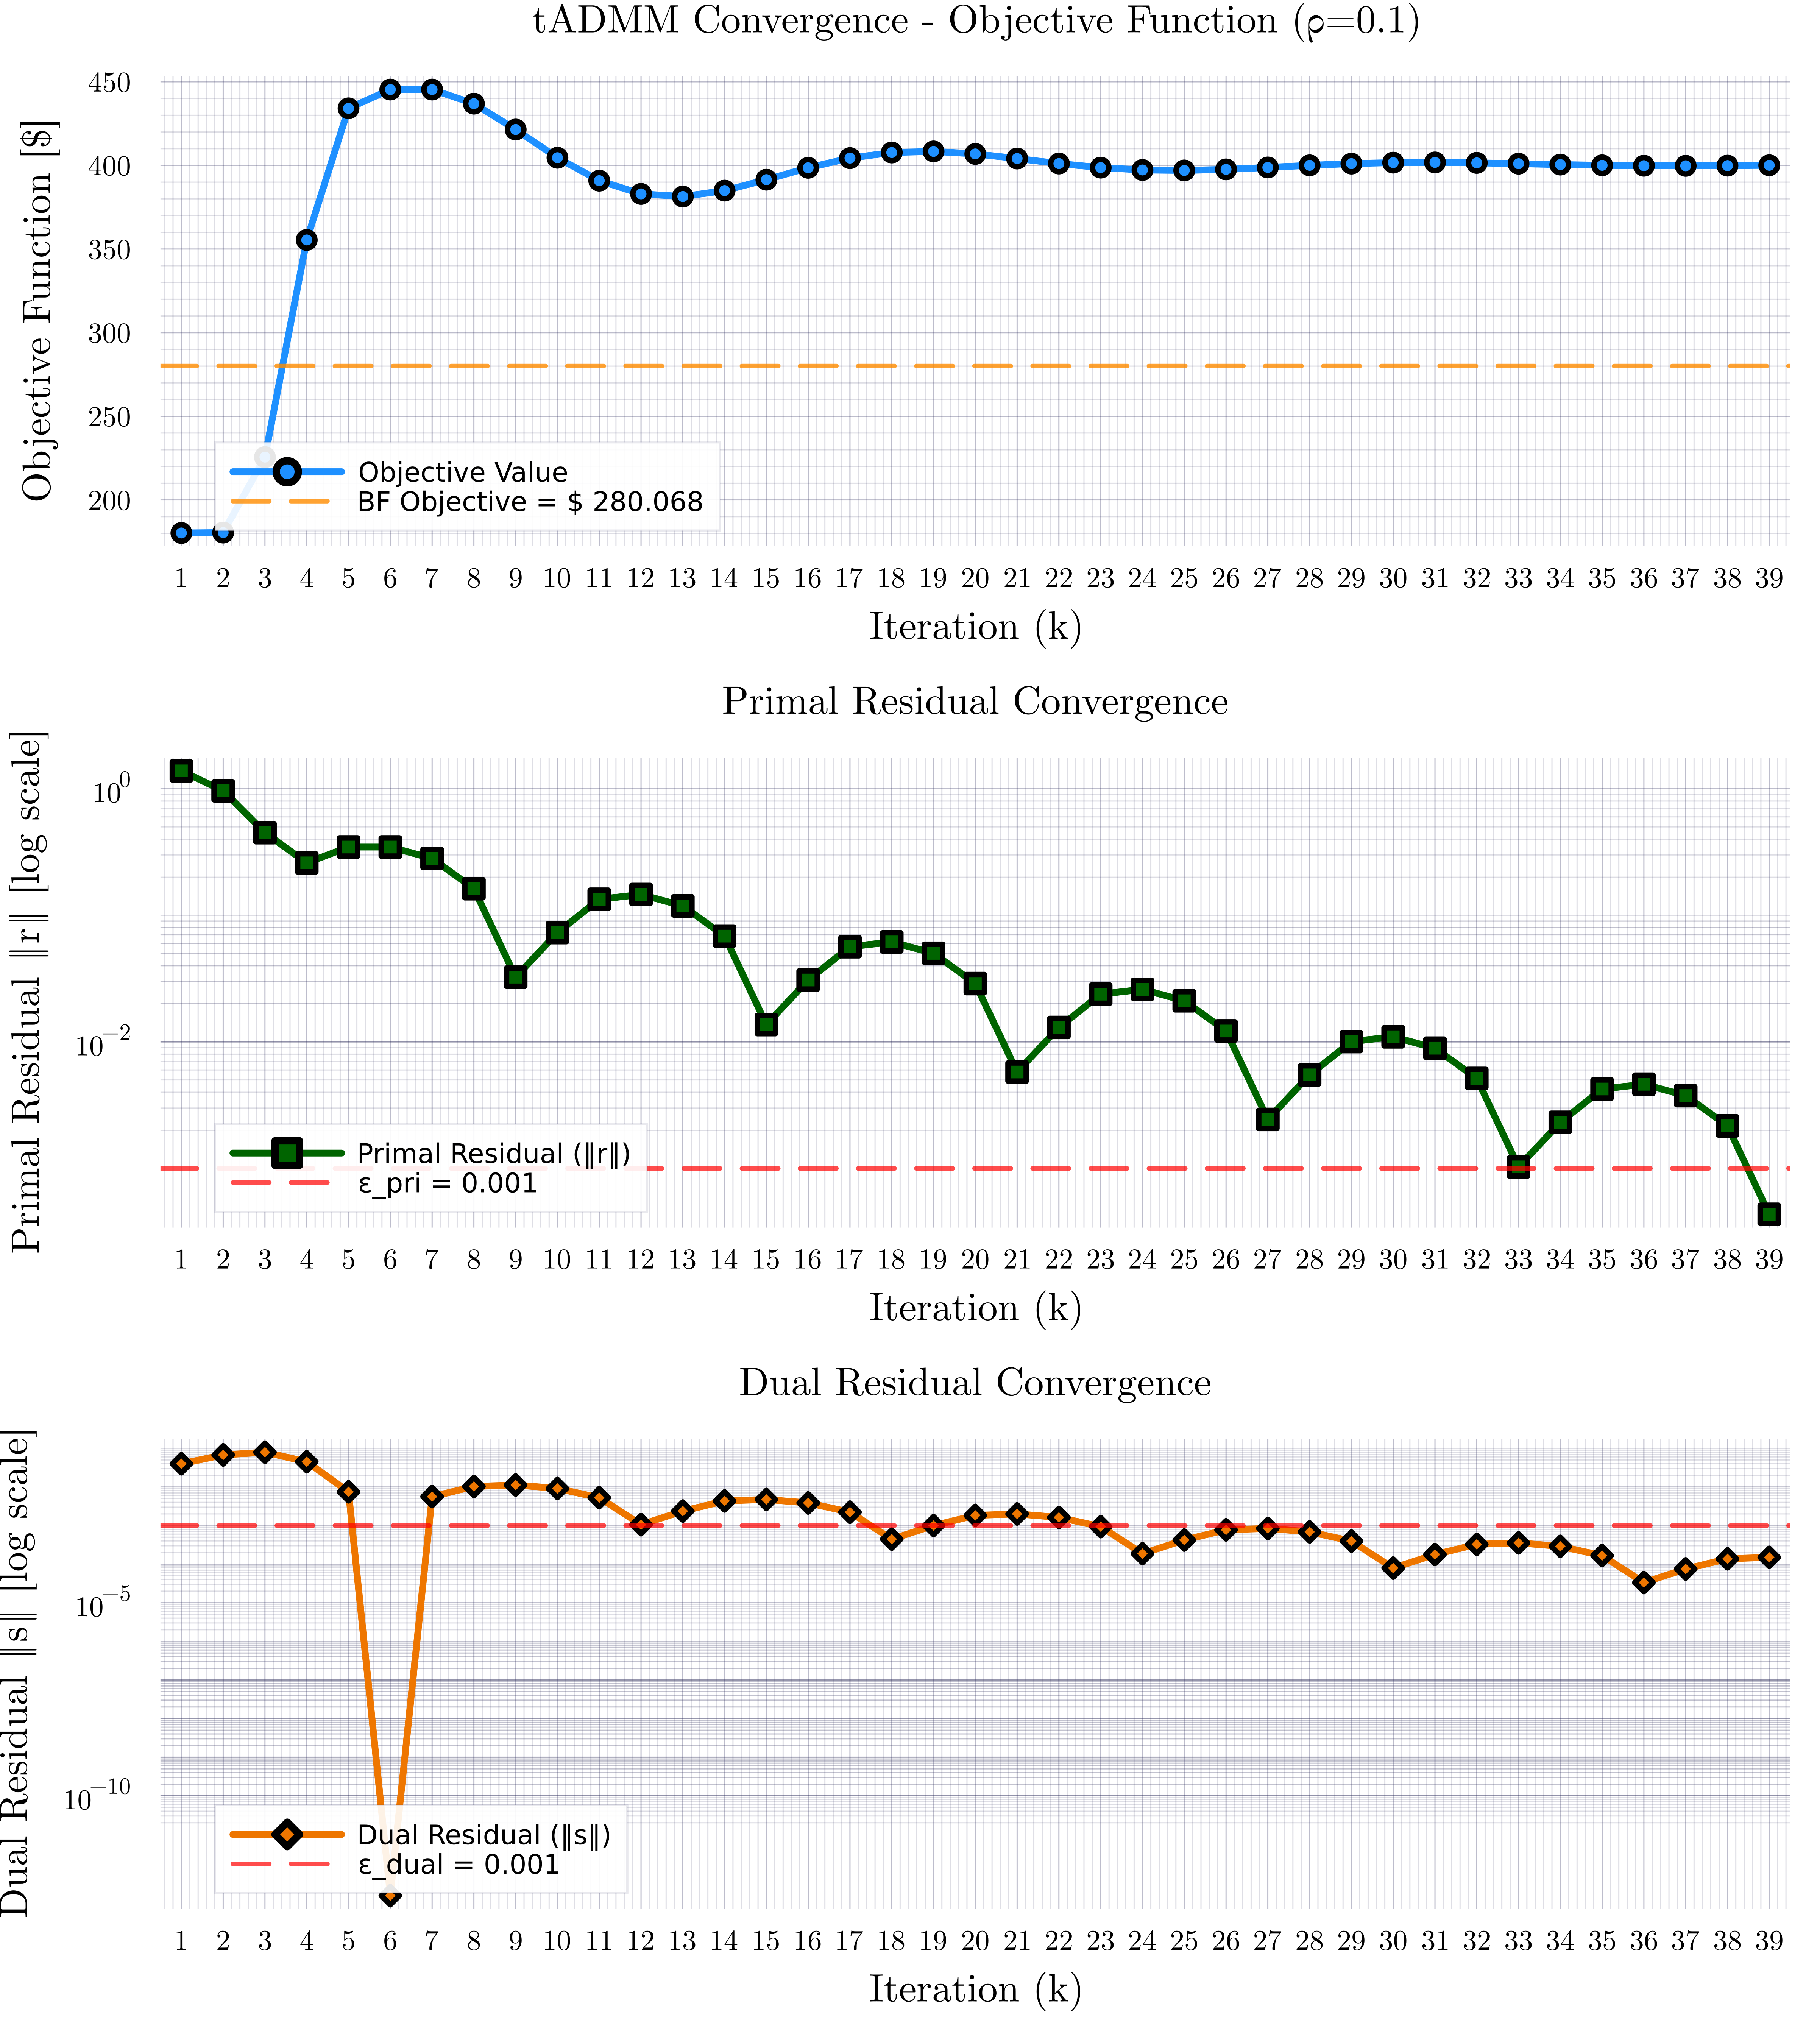 tADMM Convergence - Objective Function (ρ=0.1)
Objective Function [$]
450
400
350
300
250
200
Objective Value
BF Objective = $ 280.068
1 2 3 4 5 6 7 8 9 10 11 12 13 14 15 16 17 18 19 20 21 22 23 24 25 26 27 28 29 30 31 32 33 34 35 36 37 38 39
Iteration (k)
Primal Residual Convergence
Primal Residual ‖r‖ [log scale]
10⁰
10⁻²
Primal Residual (‖r‖)
ε_pri = 0.001
1 2 3 4 5 6 7 8 9 10 11 12 13 14 15 16 17 18 19 20 21 22 23 24 25 26 27 28 29 30 31 32 33 34 35 36 37 38 39
Iteration (k)
Dual Residual Convergence
Dual Residual ‖s‖ [log scale]
10⁻⁵
10⁻¹⁰
Dual Residual (‖s‖)
ε_dual = 0.001
1 2 3 4 5 6 7 8 9 10 11 12 13 14 15 16 17 18 19 20 21 22 23 24 25 26 27 28 29 30 31 32 33 34 35 36 37 38 39
Iteration (k)